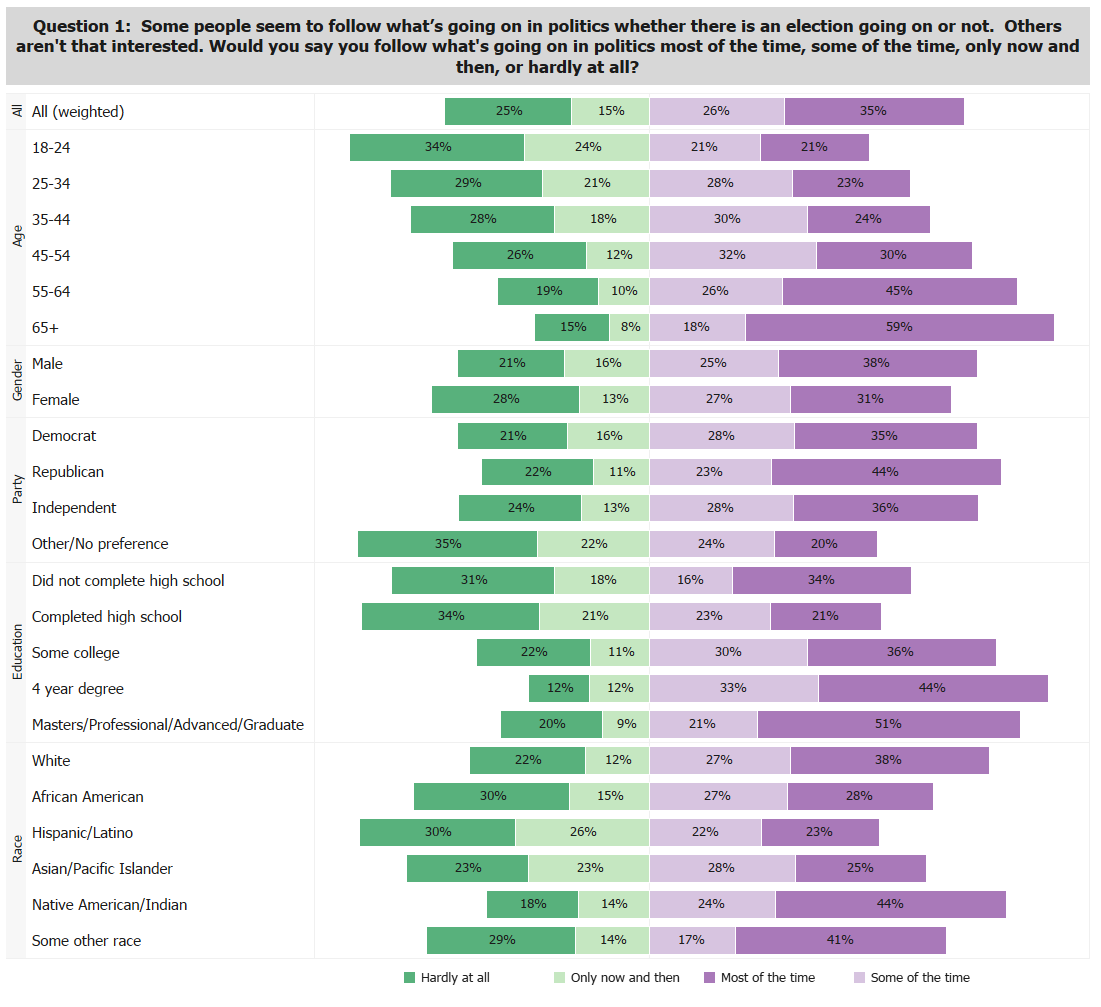 Question 1:  Some people seem to follow what’s going on in politics whether there is an election going on or not.  Others
aren't that interested. Would you say you follow what's going on in politics most of the time, some of the time, only now and
then, or hardly at all?
All
All (weighted) 25% 15% 26% 35%
Age
18-24 34% 24% 21% 21%
25-34 29% 21% 28% 23%
35-44 28% 18% 30% 24%
45-54 26% 12% 32% 30%
55-64 19% 10% 26% 45%
65+ 15% 8% 18% 59%
Gender
Male 21% 16% 25% 38%
Female 28% 13% 27% 31%
Party
Democrat 21% 16% 28% 35%
Republican 22% 11% 23% 44%
Independent 24% 13% 28% 36%
Other/No preference 35% 22% 24% 20%
Education
Did not complete high school 31% 18% 16% 34%
Completed high school 34% 21% 23% 21%
Some college 22% 11% 30% 36%
4 year degree 12% 12% 33% 44%
Masters/Professional/Advanced/Graduate 20% 9% 21% 51%
Race
White 22% 12% 27% 38%
African American 30% 15% 27% 28%
Hispanic/Latino 30% 26% 22% 23%
Asian/Pacific Islander 23% 23% 28% 25%
Native American/Indian 18% 14% 24% 44%
Some other race 29% 14% 17% 41%
Hardly at all Only now and then Most of the time Some of the time